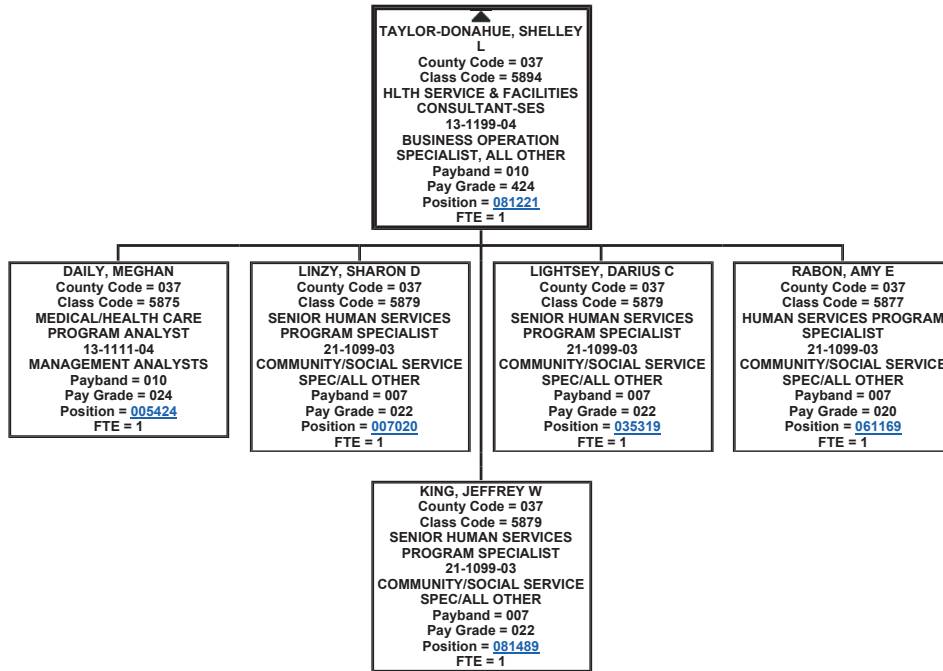 TAYLOR-DONAHUE, SHELLEY
L
County Code = 037
Class Code = 5894
HLTH SERVICE & FACILITIES
CONSULTANT-SES
13-1199-04
BUSINESS OPERATION
SPECIALIST, ALL OTHER
Payband = 010
Pay Grade = 424
Position = 081221
FTE = 1
DAILY, MEGHAN
County Code = 037
Class Code = 5875
MEDICAL/HEALTH CARE
PROGRAM ANALYST
13-1111-04
MANAGEMENT ANALYSTS
Payband = 010
Pay Grade = 024
Position = 005424
FTE = 1
LINZY, SHARON D
County Code = 037
Class Code = 5879
SENIOR HUMAN SERVICES
PROGRAM SPECIALIST
21-1099-03
COMMUNITY/SOCIAL SERVICE
SPEC/ALL OTHER
Payband = 007
Pay Grade = 022
Position = 007020
FTE = 1
LIGHTSEY, DARIUS C
County Code = 037
Class Code = 5879
SENIOR HUMAN SERVICES
PROGRAM SPECIALIST
21-1099-03
COMMUNITY/SOCIAL SERVICE
SPEC/ALL OTHER
Payband = 007
Pay Grade = 022
Position = 035319
FTE = 1
RABON, AMY E
County Code = 037
Class Code = 5877
HUMAN SERVICES PROGRAM
SPECIALIST
21-1099-03
COMMUNITY/SOCIAL SERVICE
SPEC/ALL OTHER
Payband = 007
Pay Grade = 020
Position = 061169
FTE = 1
KING, JEFFREY W
County Code = 037
Class Code = 5879
SENIOR HUMAN SERVICES
PROGRAM SPECIALIST
21-1099-03
COMMUNITY/SOCIAL SERVICE
SPEC/ALL OTHER
Payband = 007
Pay Grade = 022
Position = 081489
FTE = 1